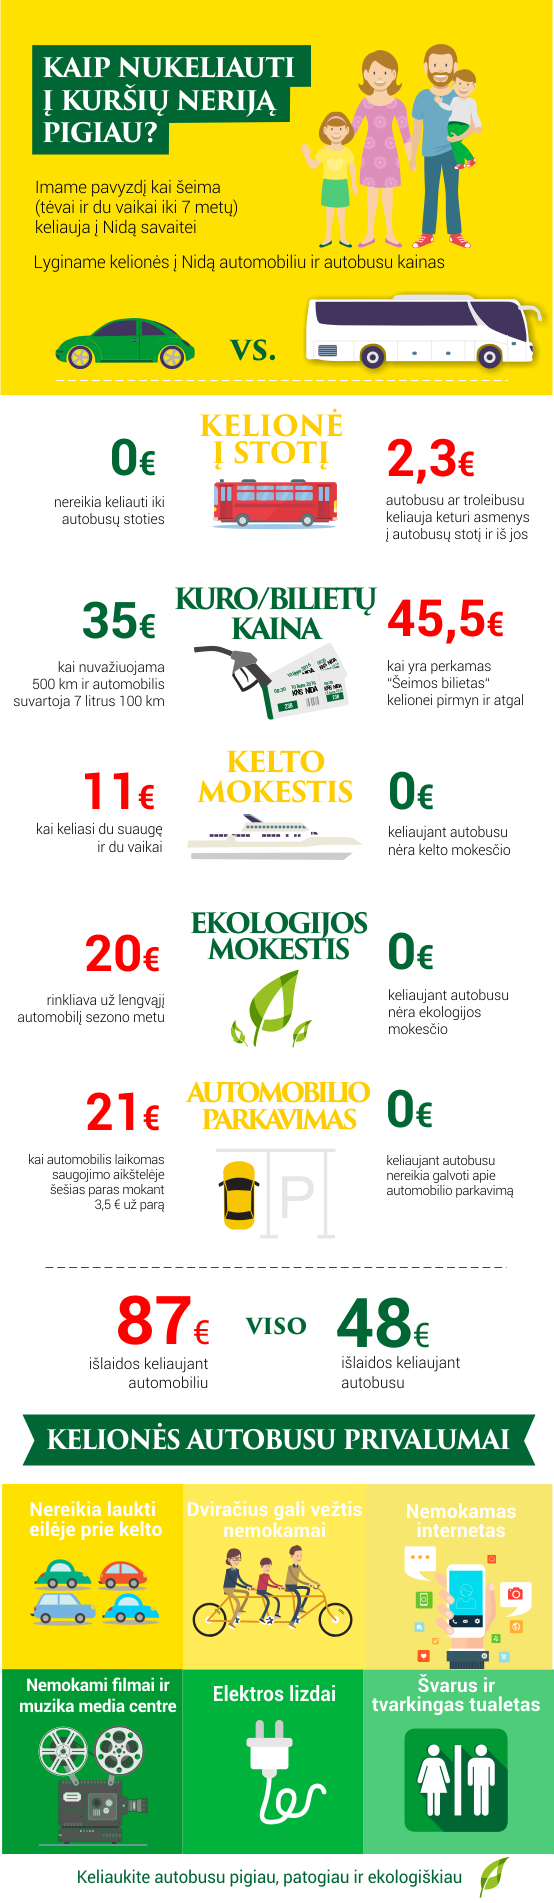 KAIP NUKELIAUTI
Į KURŠIŲ NERIJĄ
PIGIAU?
Imame pavyzdį kai šeima
(tėvai ir du vaikai iki 7 metų)
keliauja į Nidą savaitei
Lyginame kelionės į Nidą automobiliu ir autobusu kainas
VS.
KELIONĖ
Į STOTĮ
0€
nereikia keliauti iki
autobusų stoties
2,3€
autobusu ar troleibusu
keliauja keturi asmenys
į autobusų stotį ir iš jos
KURO/BILIETŲ
KAINA
35€
kai nuvažiuojama
500 km ir automobilis
suvartoja 7 litrus 100 km
KRS NIDA
238
45,5€
kai yra perkamas
"Šeimos bilietas"
kelionei pirmyn ir atgal
KELTO
MOKESTIS
11€
kai keliasi du suaugę
ir du vaikai
0€
keliaujant autobusu
nėra kelto mokesčio
EKOLOGIJOS
MOKESTIS
20€
rinkliava už lengvąjį
automobilį sezono metu
0€
keliaujant autobusu
nėra ekologijos
mokesčio
AUTOMOBILIO
PARKAVIMAS
21€
kai automobilis laikomas
saugojimo aikštelėje
šešias paras mokant
3,5 € už parą
P
0€
keliaujant autobusu
nereikia galvoti apie
automobilio parkavimą
87€
išlaidos keliaujant
automobiliu
VISO
48€
išlaidos keliaujant
autobusu
KELIONĖS AUTOBUSU PRIVALUMAI
Nereikia laukti
eilėje prie kelto
Dviračius gali vežtis
nemokamai
Nemokamas
internetas
Nemokami filmai ir
muzika media centre
Elektros lizdai
Švarus ir
tvarkingas tualetas
Keliaukite autobusu pigiau, patogiau ir ekologiškiau